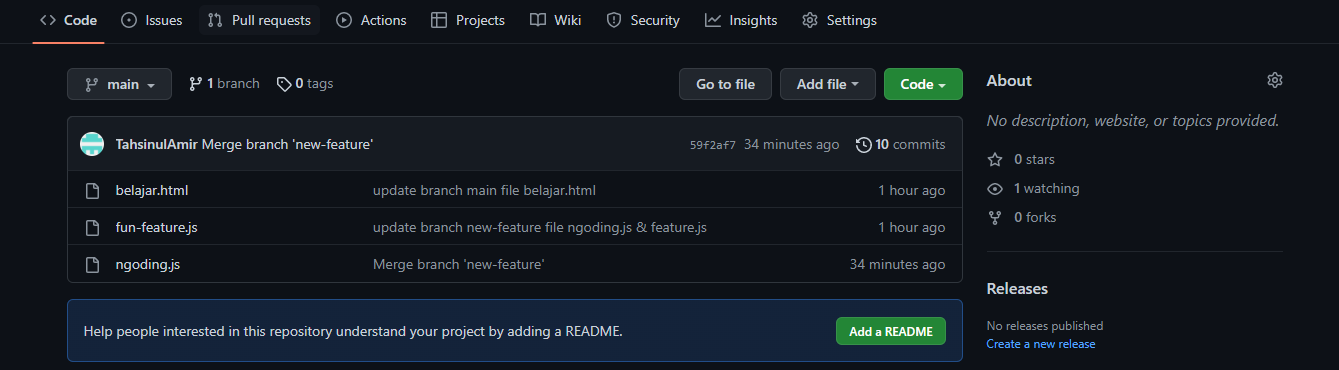 Code Issues Pull requests Actions Projects Wiki Security Insights Settings
main 1 branch 0 tags Go to file Add file Code
TahsinulAmir Merge branch 'new-feature' 59f2af7 34 minutes ago 10 commits
belajar.html update branch main file belajar.html 1 hour ago
fun-feature.js update branch new-feature file ngoding.js & feature.js 1 hour ago
ngoding.js Merge branch 'new-feature' 34 minutes ago
Help people interested in this repository understand your project by adding a README. Add a README
About
No description, website, or topics provided.
0 stars
1 watching
0 forks
Releases
No releases published
Create a new release